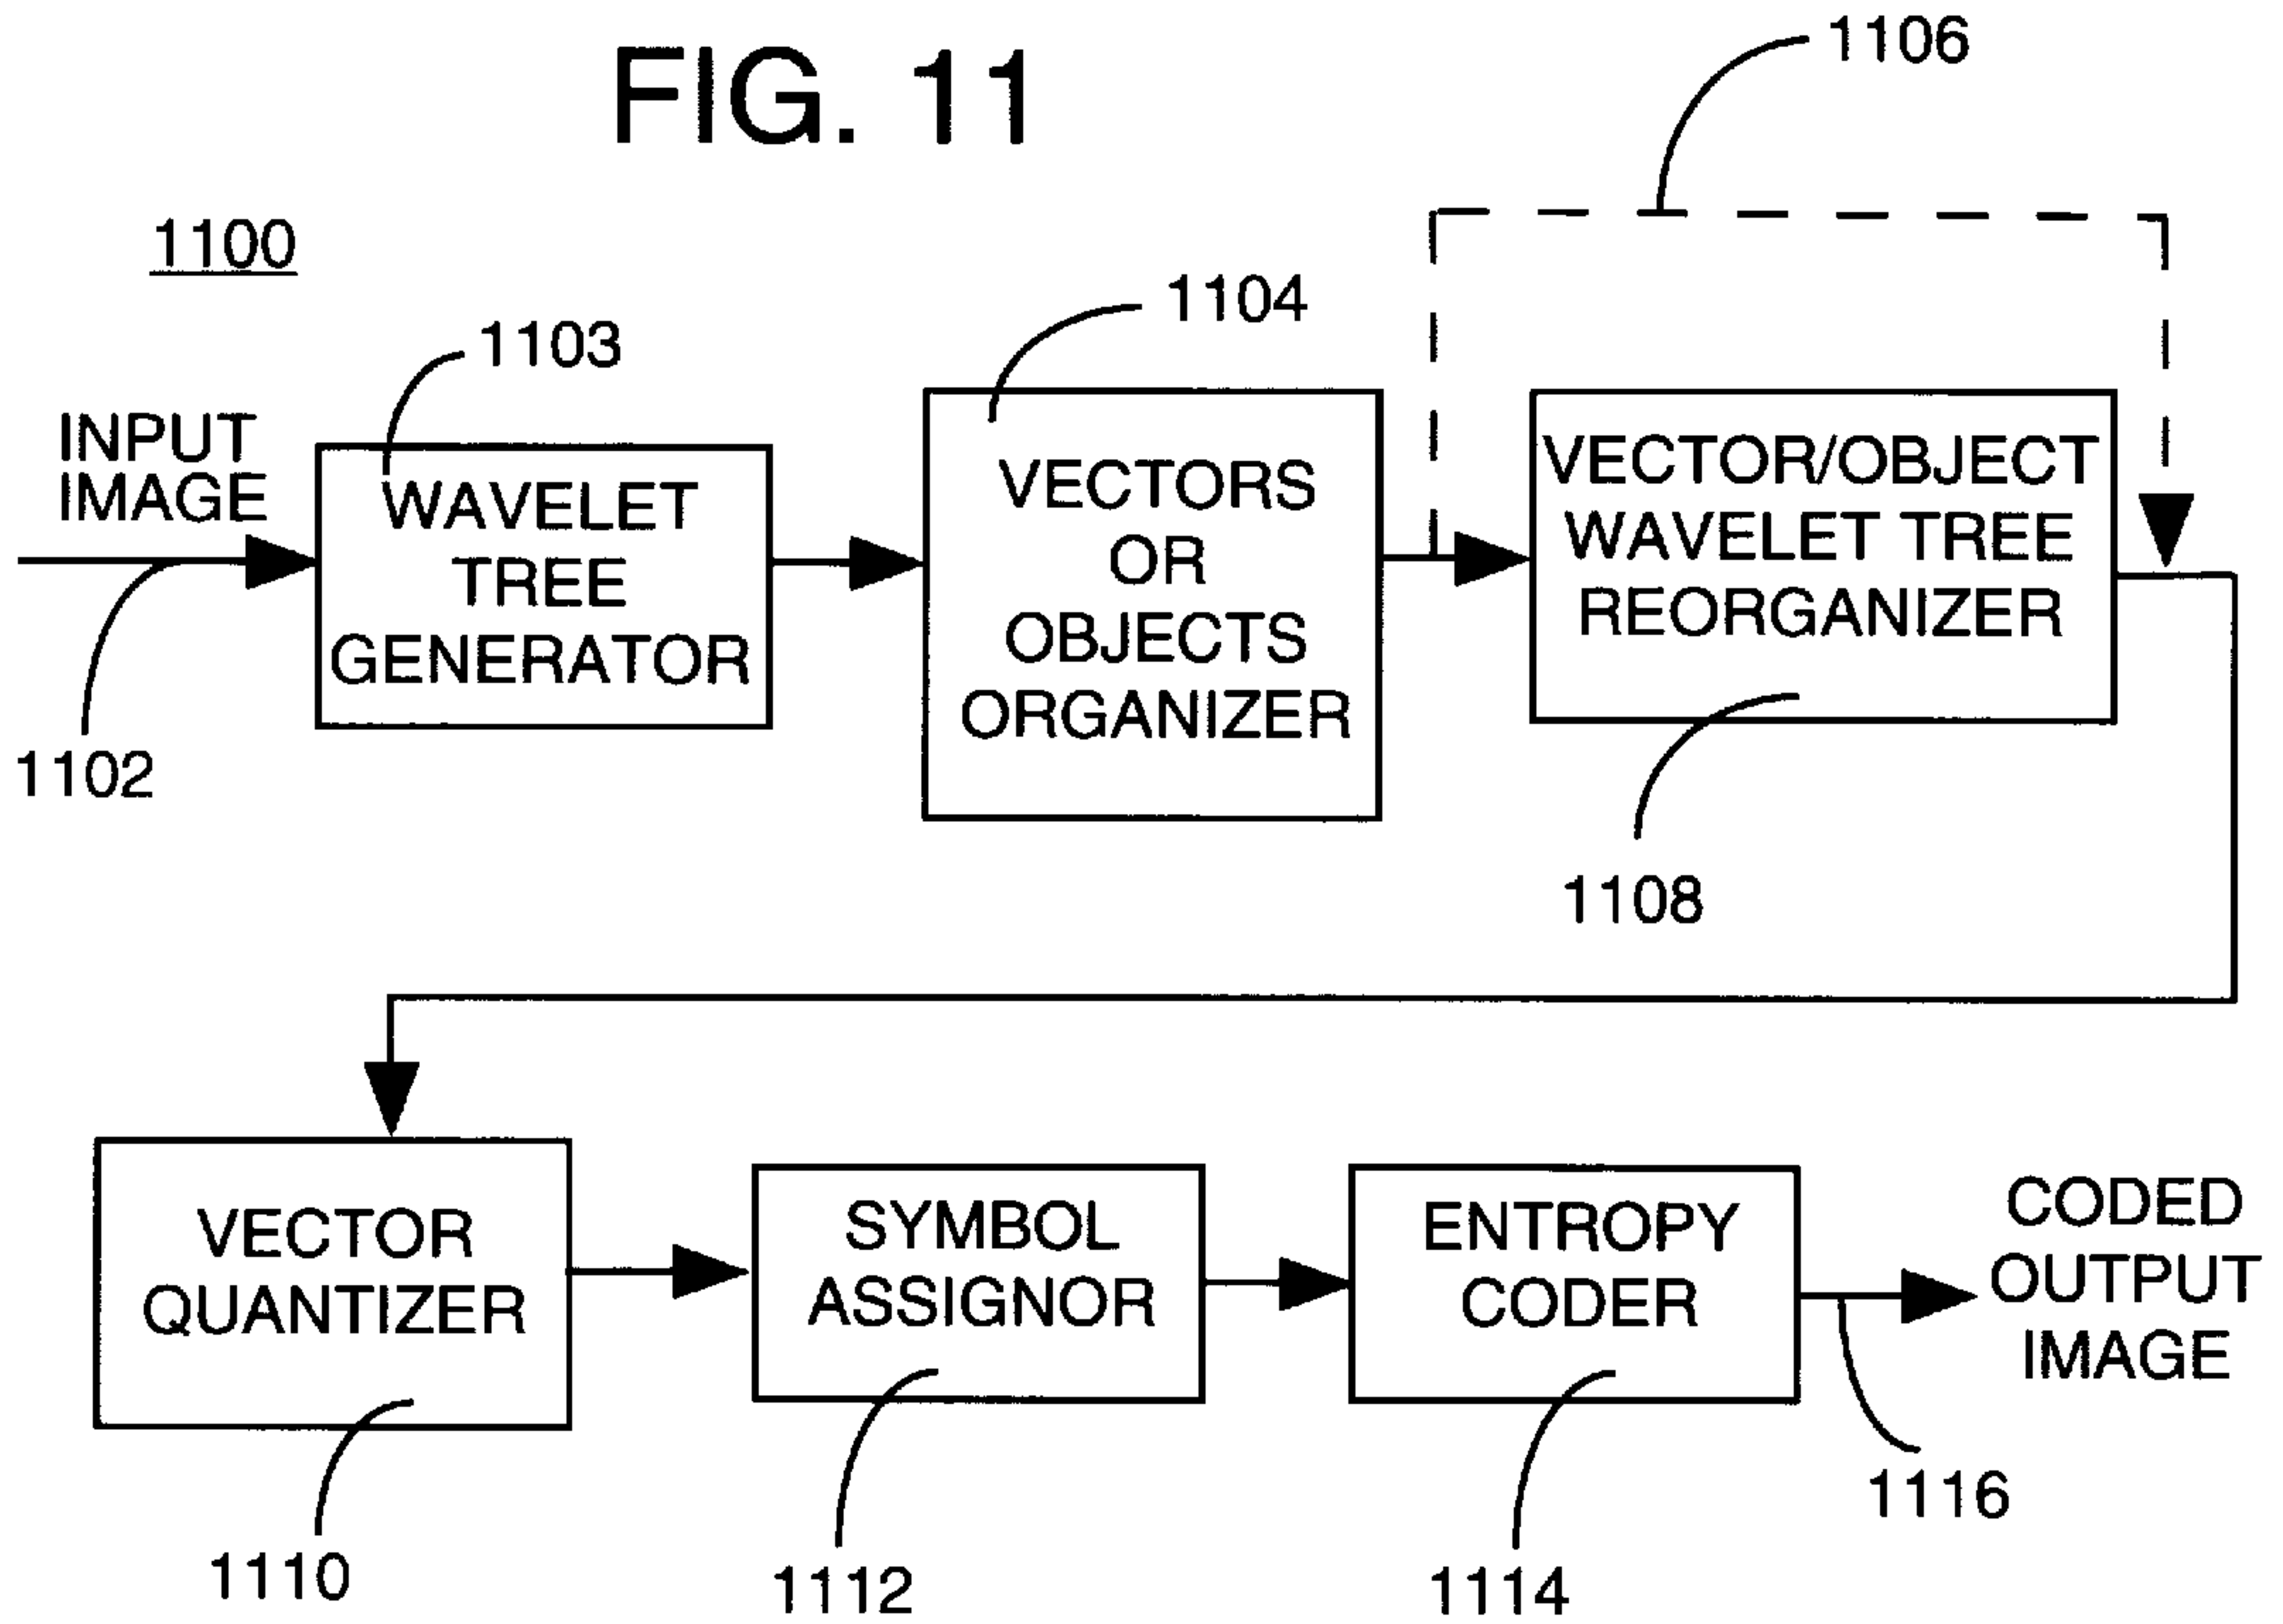 FIG. 11
1106
1100
1104
1103
INPUT
IMAGE
WAVELET
TREE
GENERATOR
VECTORS
OR
OBJECTS
ORGANIZER
VECTOR/OBJECT
WAVELET TREE
REORGANIZER
1102
1108
VECTOR
QUANTIZER
SYMBOL
ASSIGNOR
ENTROPY
CODER
CODED
OUTPUT
IMAGE
1116
1110
1112
1114